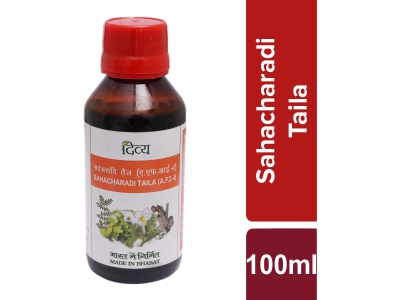 दिव्य
सहचरादि तैल (ए.एफ.आई-I)
SAHACHARADI TAILA (A.F.I.-I)
भारत में निर्मित
MADE IN BHARAT
Sahacharadi
Taila
100ml